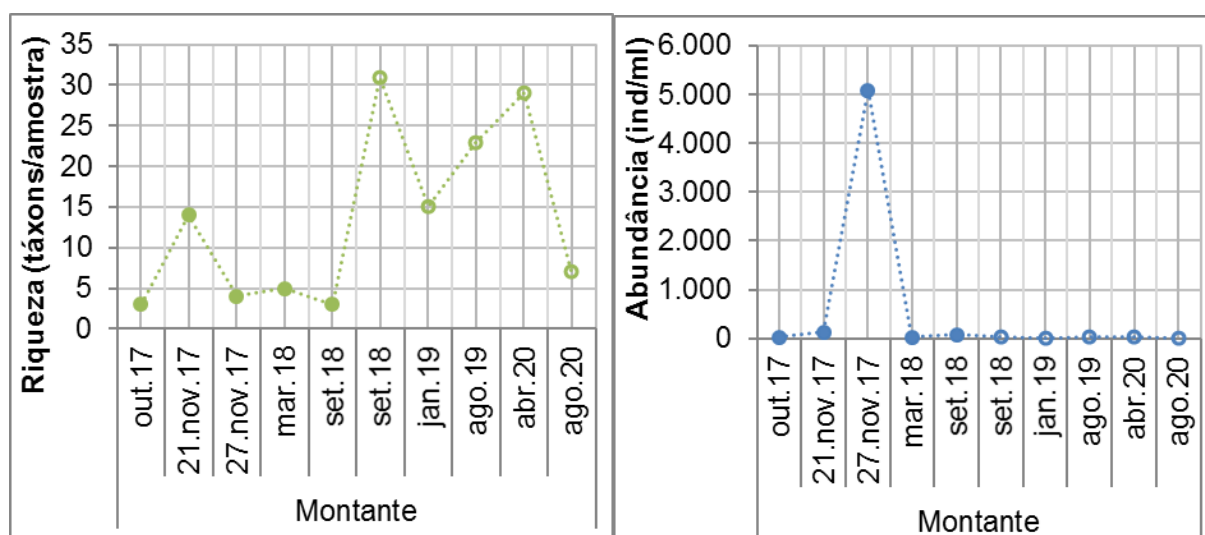 Riqueza (táxons/amostra)
35
30
25
20
15
10
5
0
out.17
21.nov.17
27.nov.17
mar.18
set.18
set.18
jan.19
ago.19
abr.20
ago.20
Montante
Abundância (ind/ml)
6.000
5.000
4.000
3.000
2.000
1.000
0
out.17
21.nov.17
27.nov.17
mar.18
set.18
set.18
jan.19
ago.19
abr.20
ago.20
Montante